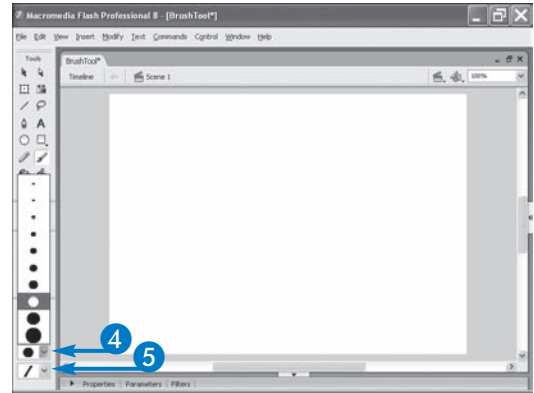 Macromedia Flash Professional 8 - [BrushTool*]
File Edit View Insert Modify Text Commands Control Window Help
Tools
BrushTool*
Timeline
Scene 1
100%
A
4
5
Properties Parameters Filters